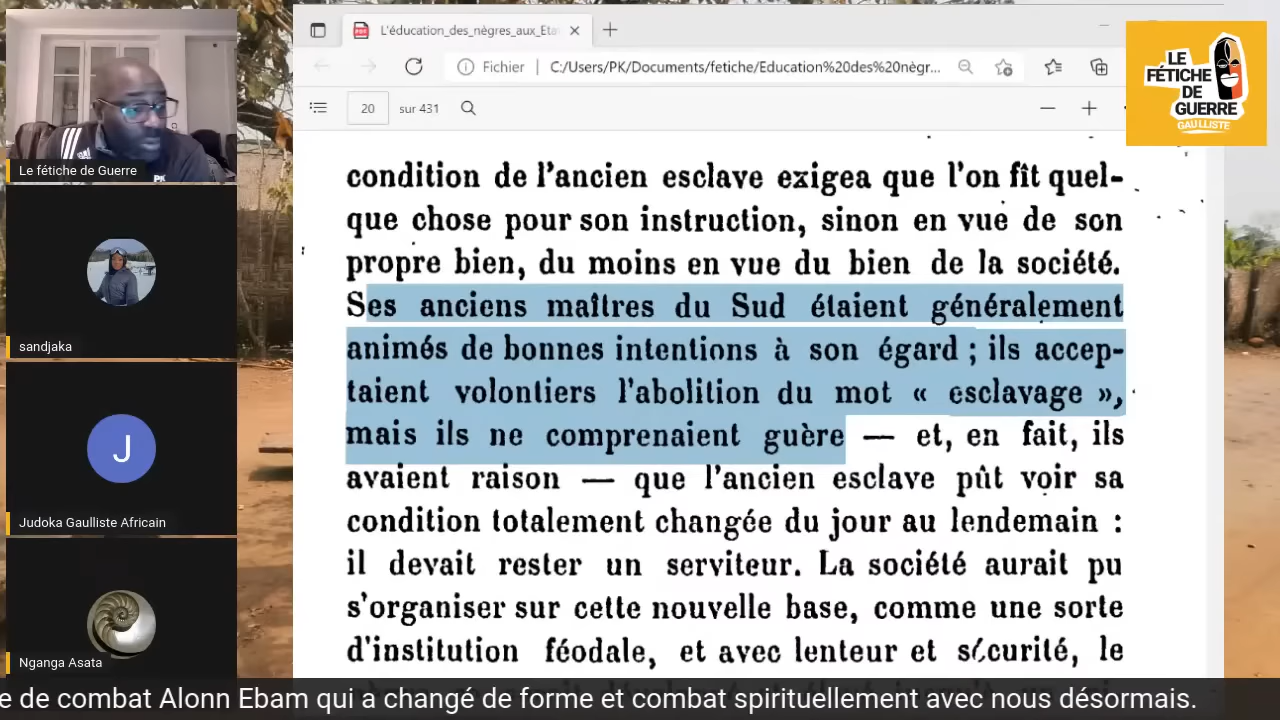 L'éducation_des_nègres_aux_Eta
Fichier
C:/Users/PK/Documents/fetiche/Education%20des%20nègr...
20
sur 431
LE
FÉTICHE
DE
GUERRE
GAULLISTE
condition de l'ancien esclave exigea que l'on fît quel-
que chose pour son instruction, sinon en vue de son
propre bien, du moins en vue du bien de la société.
Ses anciens maîtres du Sud étaient généralement
animés de bonnes intentions à son égard ; ils accep-
taient volontiers l'abolition du mot « esclavage »,
mais ils ne comprenaient guère — et, en fait, ils
avaient raison — que l'ancien esclave pût voir sa
condition totalement changée du jour au lendemain :
il devait rester un serviteur. La société aurait pu
s'organiser sur cette nouvelle base, comme une sorte
d'institution féodale, et avec lenteur et sécurité, le
PK
Le fétiche de Guerre
sandjaka
J
Judoka Gaulliste Africain
Nganga Asata
e de combat Alonn Ebam qui a changé de forme et combat spirituellement avec nous désormais.